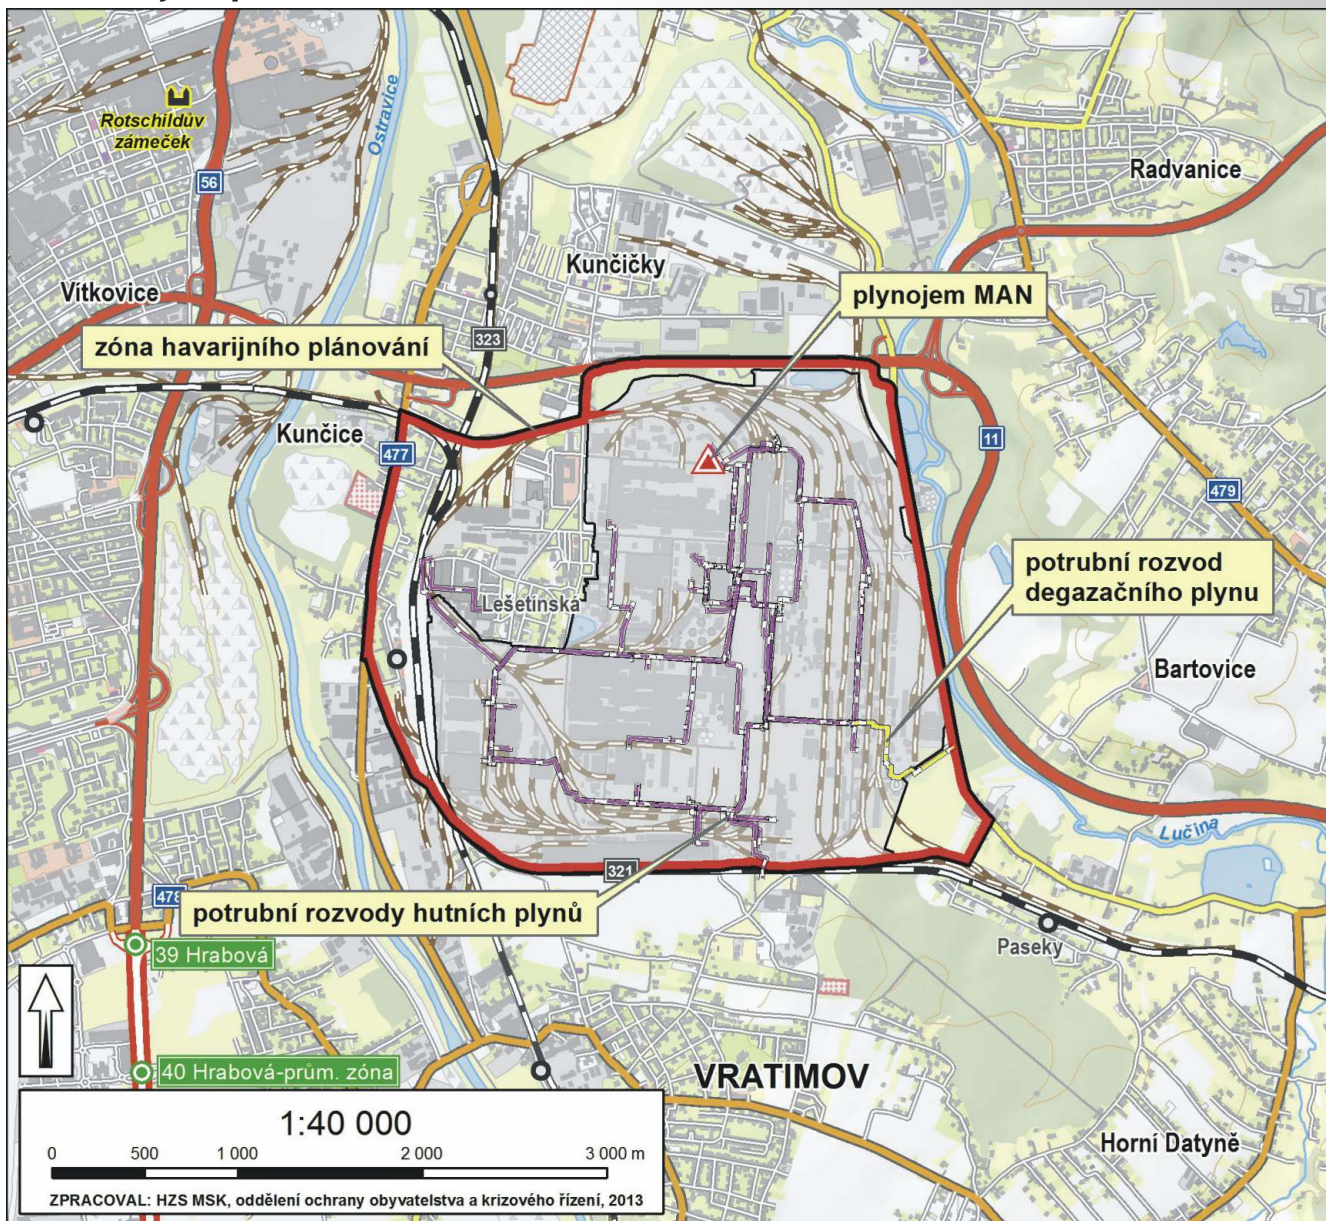 Rotschildův
zámeček
Ostravice
56
Radvanice
Kunčičky
Vítkovice
plynojem MAN
323
zóna havarijního plánování
Kunčice
477
11
479
potrubní rozvod
degazačního plynu
Lešetínská
Bartovice
Lučina
321
478
potrubní rozvody hutních plynů
39 Hrabová
Paseky
40 Hrabová-prům. zóna
VRATIMOV
Horní Datyně
1:40 000
0 500 1 000 2 000 3 000 m
ZPRACOVAL: HZS MSK, oddělení ochrany obyvatelstva a krizového řízení, 2013